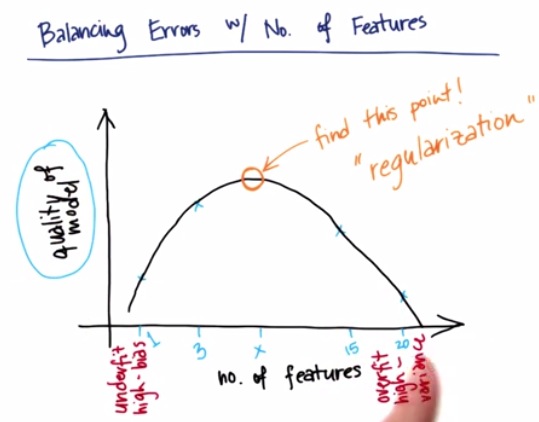 Balancing Errors w/ No. of Features
find this point!
"regularization"
quality of
model
1 3 x 15 20
underfit
high-bias
no. of features
overfit
high-
variance